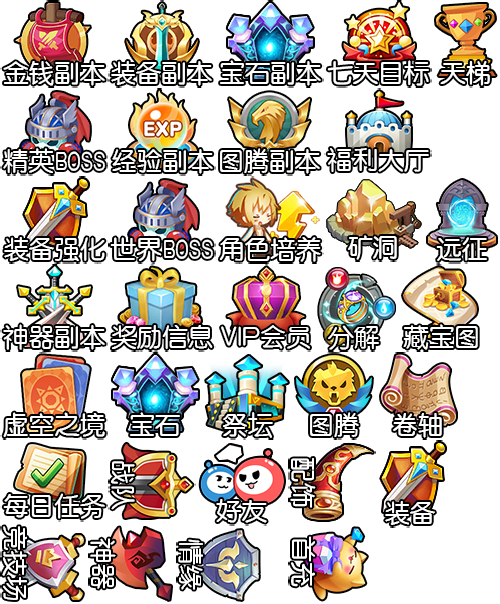 金钱副本 装备副本 宝石副本 七天目标 天梯
精英BOSS EXP 经验副本 图腾副本 福利大厅
装备强化 世界BOSS 角色培养 矿洞 远征
神器副本 奖励信息 VIP会员 分解 藏宝图
虚空之境 宝石 祭坛 图腾 卷轴
每日任务 战队 好友 配饰 装备
竞技场 神器 情缘 首充